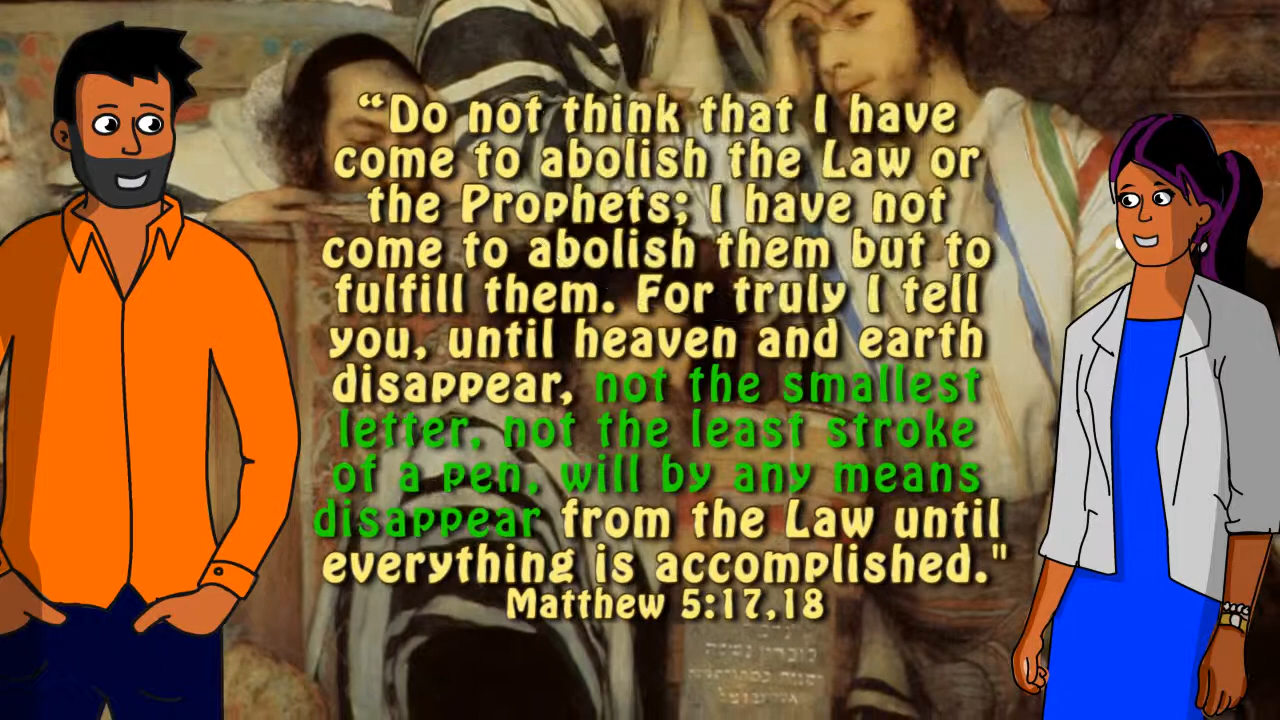 “Do not think that I have
come to abolish the Law or
the Prophets; I have not
come to abolish them but to
fulfill them. For truly I tell
you, until heaven and earth
disappear, not the smallest
letter, not the least stroke
of a pen, will by any means
disappear from the Law until
everything is accomplished."
Matthew 5:17,18